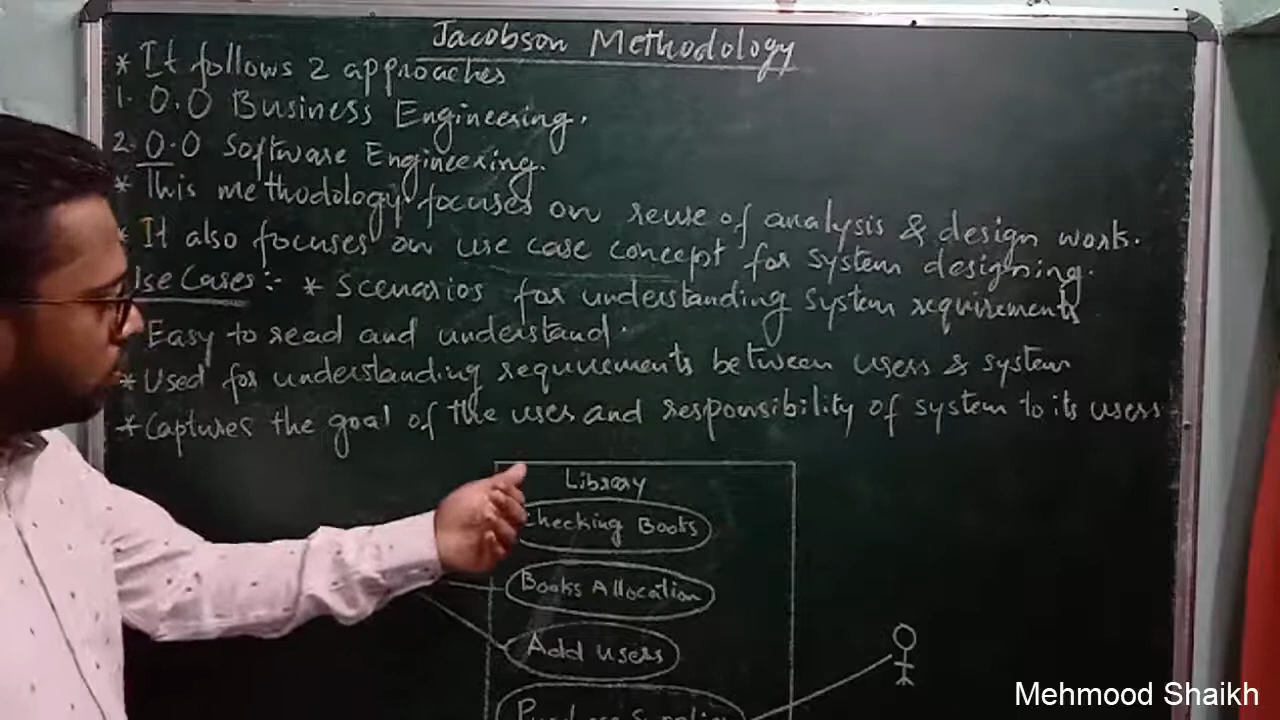 Jacobson Methodology
* It follows 2 approaches
1. O.O Business Engineering.
2. O.O Software Engineering.
* This methodology focuses on reuse of analysis & design work.
* It also focuses on use case concept for system designing.
Use Cases :- * Scenarios for understanding system requirements
Easy to read and understand.
* Used for understanding requirements between users & system
* Captures the goal of the user and responsibility of system to its users
Library
Checking Books
Books Allocation
Add users
Mehmood Shaikh